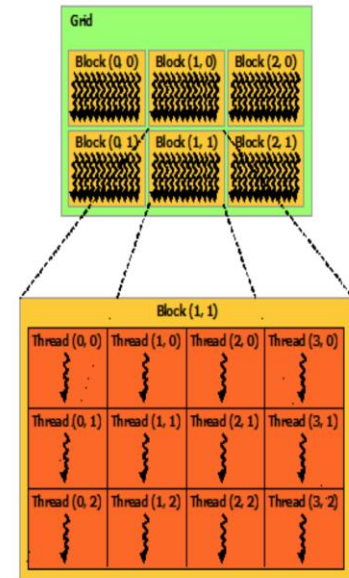 Grid
Block (0, 0) Block (1, 0) Block (2, 0)
Block (0, 1) Block (1, 1) Block (2, 1)
Block (1, 1)
Thread (0, 0) Thread (1, 0) Thread (2, 0) Thread (3, 0)
Thread (0, 1) Thread (1, 1) Thread (2, 1) Thread (3, 1)
Thread (0, 2) Thread (1, 2) Thread (2, 2) Thread (3, 2)